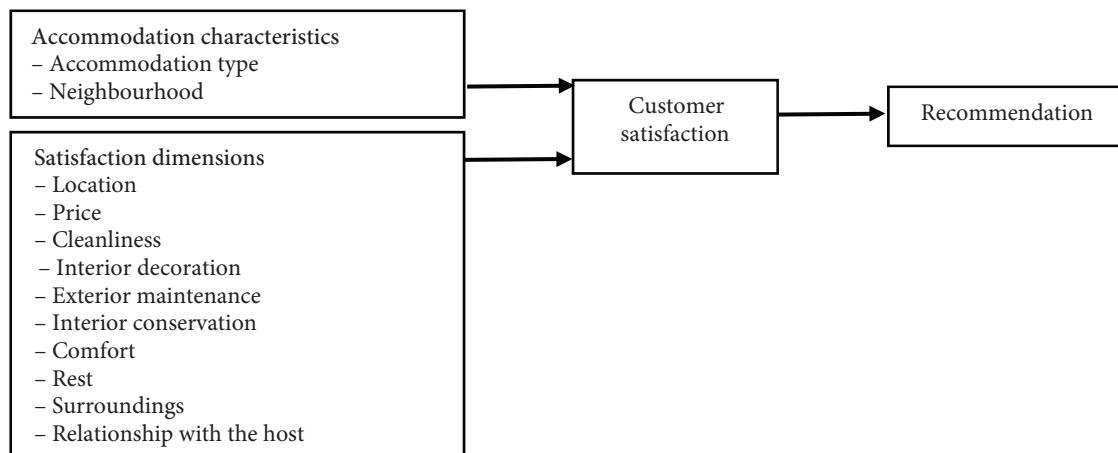 Accommodation characteristics
– Accommodation type
– Neighbourhood
Satisfaction dimensions
– Location
– Price
– Cleanliness
– Interior decoration
– Exterior maintenance
– Interior conservation
– Comfort
– Rest
– Surroundings
– Relationship with the host
Customer
satisfaction
Recommendation